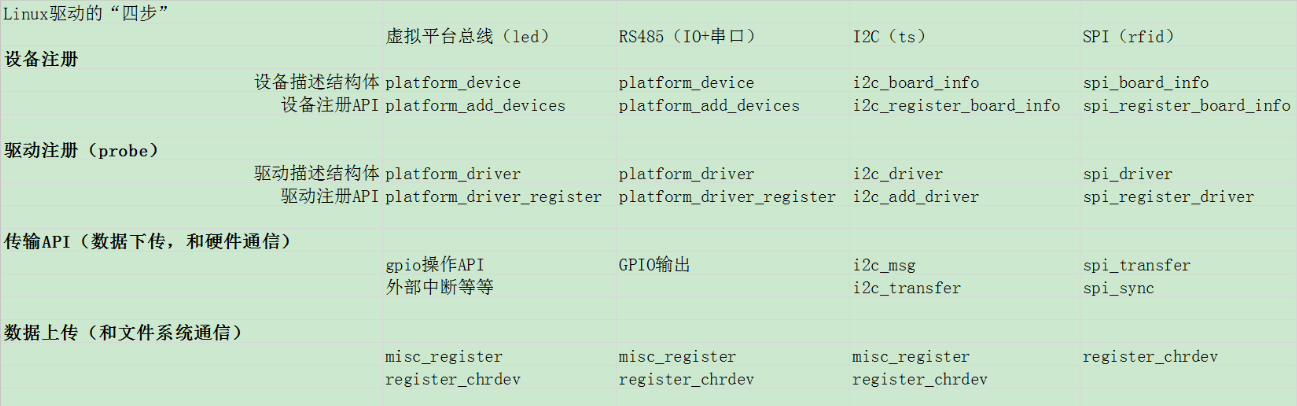 Linux驱动的“四步”
虚拟平台总线（led） RS485（IO+串口） I2C（ts） SPI（rfid）
设备注册
设备描述结构体 platform_device platform_device i2c_board_info spi_board_info
设备注册API platform_add_devices platform_add_devices i2c_register_board_info spi_register_board_info
驱动注册（probe）
驱动描述结构体 platform_driver platform_driver i2c_driver spi_driver
驱动注册API platform_driver_register platform_driver_register i2c_add_driver spi_register_driver
传输API（数据下传，和硬件通信）
gpio操作API GPIO输出 i2c_msg spi_transfer
外部中断等等 i2c_transfer spi_sync
数据上传（和文件系统通信）
misc_register misc_register misc_register register_chrdev
register_chrdev register_chrdev register_chrdev